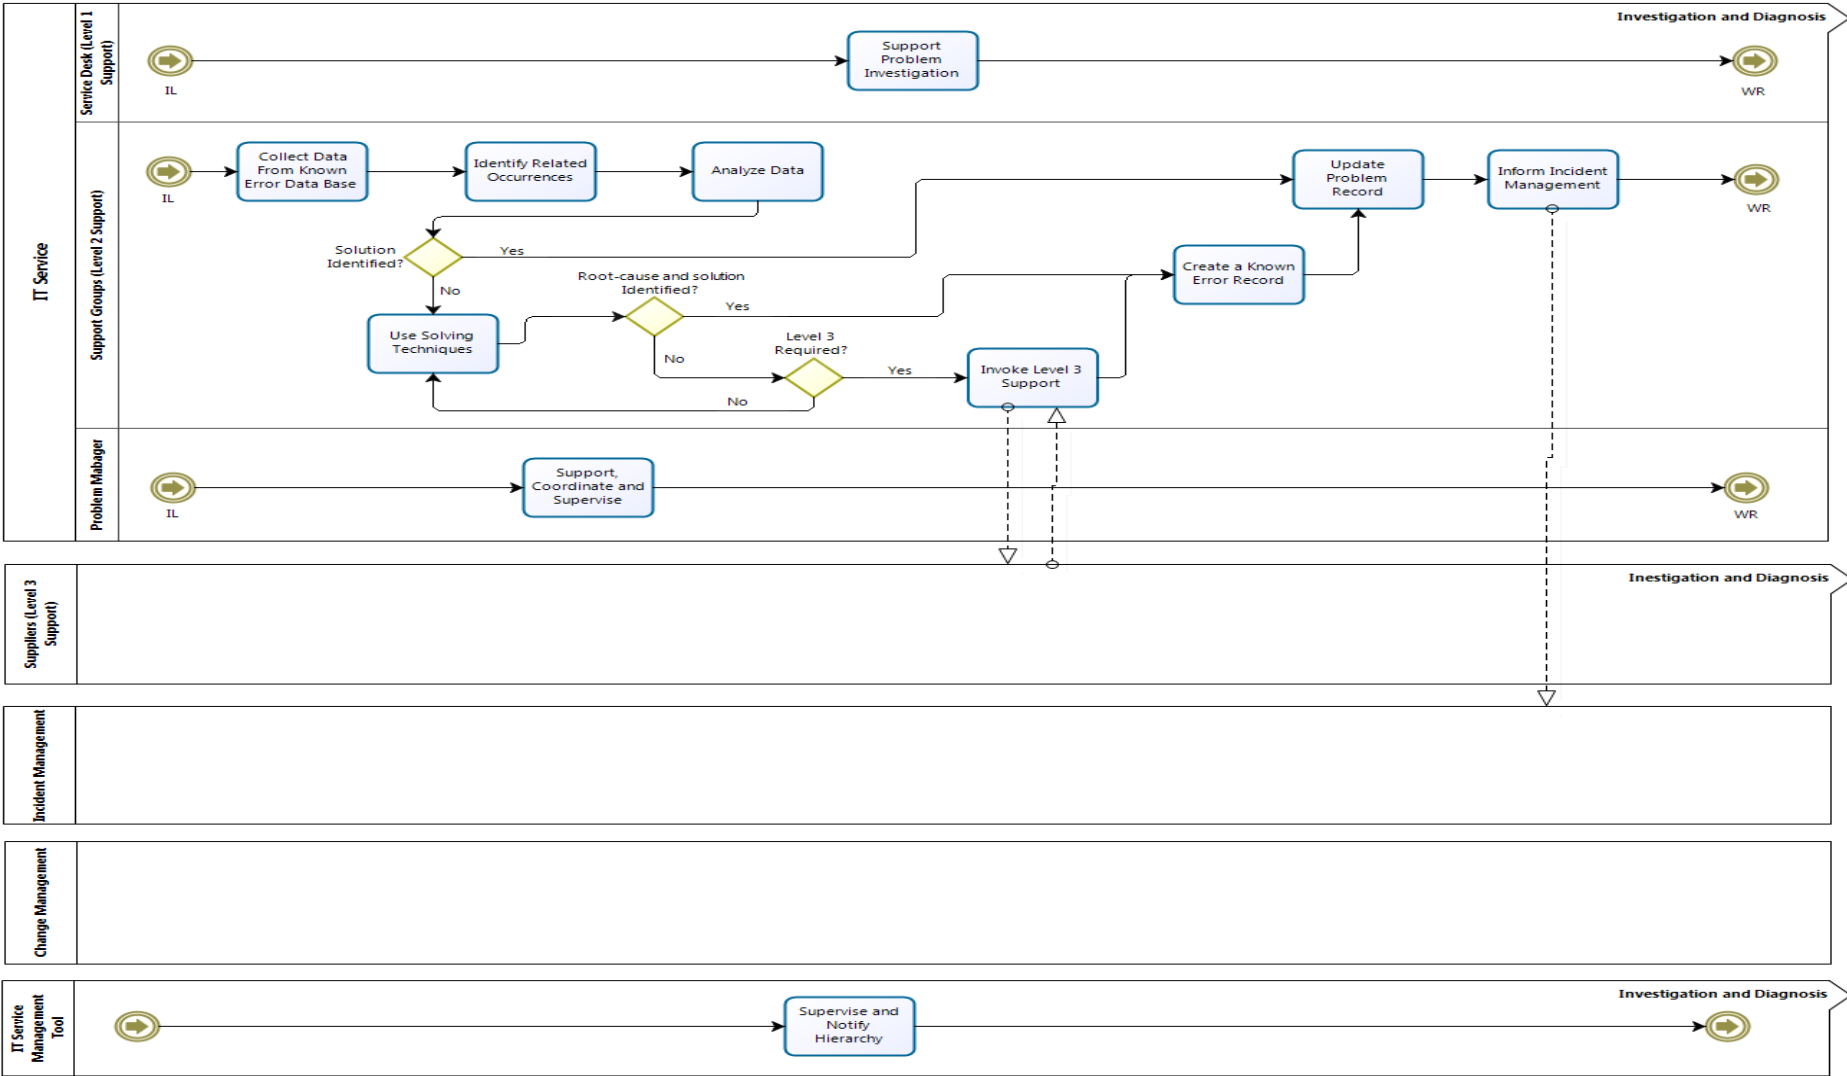 Investigation and Diagnosis
IT Service
Service Desk (Level 1
Support)
IL
Support
Problem
Investigation
WR
Support Groups (Level 2 Support)
IL
Collect Data
From Known
Error Data Base
Identify Related
Occurrences
Analyze Data
Update
Problem
Record
Inform Incident
Management
WR
Solution
Identified?
Yes
No
Root-cause and solution
Identified?
Yes
No
Create a Known
Error Record
Use Solving
Techniques
Level 3
Required?
Yes
No
Invoke Level 3
Support
Problem Mabager
IL
Support,
Coordinate and
Supervise
WR
Suppliers (Level 3
Support)
Inestigation and Diagnosis
Incident Management
Change Management
IT Service
Management
Tool
Investigation and Diagnosis
Supervise and
Notify
Hierarchy